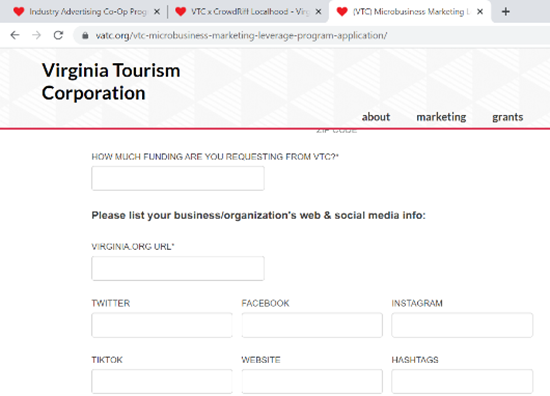 Industry Advertising Co-Op Prog
VTC x CrowdRiff Localhood - Virg
(VTC) Microbusiness Marketing L
vatc.org/vtc-microbusiness-marketing-leverage-program-application/
Virginia Tourism
Corporation
about marketing grants
ZIP CODE
HOW MUCH FUNDING ARE YOU REQUESTING FROM VTC?*
Please list your business/organization's web & social media info:
VIRGINIA.ORG URL*
TWITTER FACEBOOK INSTAGRAM
TIKTOK WEBSITE HASHTAGS